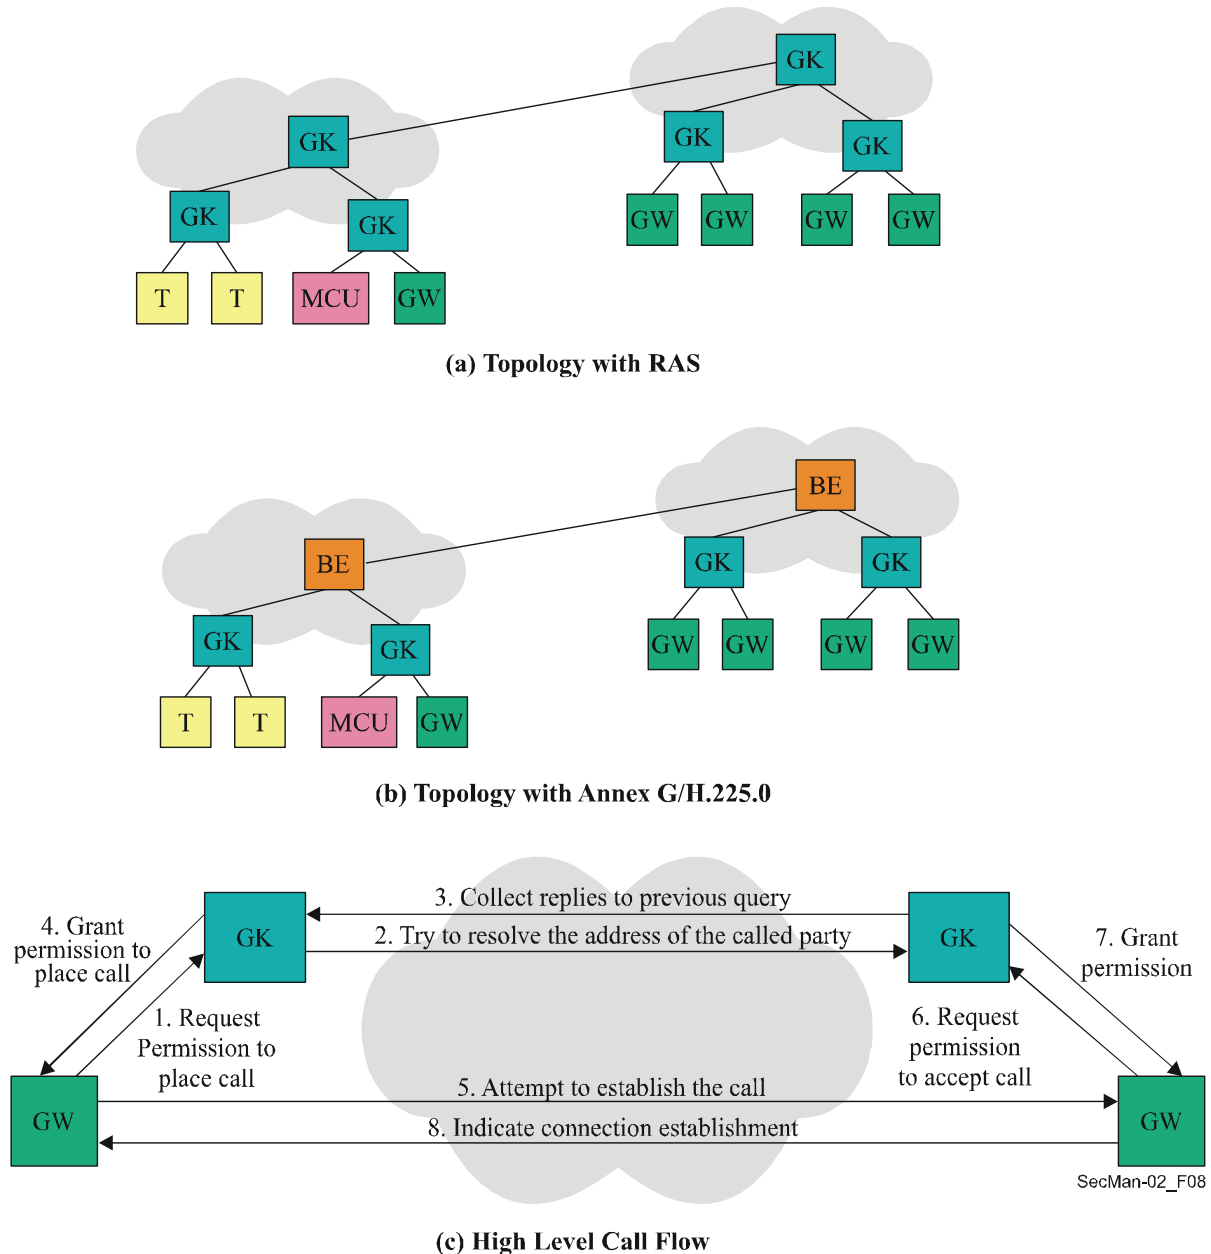 GK
GK
GK
GK
GK
GK
GW
GW
GW
GW
T
T
MCU
GW
(a) Topology with RAS
BE
BE
GK
GK
GK
GK
GW
GW
GW
GW
T
T
MCU
GW
(b) Topology with Annex G/H.225.0
3. Collect replies to previous query
4. Grant
permission to
place call
GK
2. Try to resolve the address of the called party
GK
7. Grant
permission
1. Request
Permission to
place call
6. Request
permission
to accept call
5. Attempt to establish the call
GW
GW
8. Indicate connection establishment
SecMan-02_F08
(c) High Level Call Flow